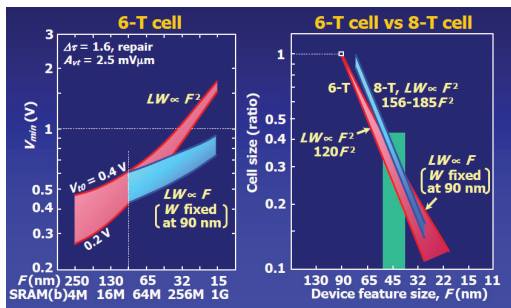 6-T cell
Δτ = 1.6, repair
Avt = 2.5 mVμm
Vmin (V)
3
2
1
0.5
0.4
0.3
0.2
LW∝ F²
Vt0 = 0.4 V
0.2 V
LW∝ F
[ W fixed
at 90 nm ]
F(nm) 250 130 65 32 15
SRAM(b)4M 16M 64M 256M 1G
6-T cell vs 8-T cell
Cell size (ratio)
1
0.5
0.4
0.3
0.2
0.1
6-T
8-T, LW∝ F²
156-185F²
LW∝ F²
120F²
LW∝ F
[ W fixed
at 90 nm ]
130 90 65 45 32 22 15 11
Device feature size, F(nm)